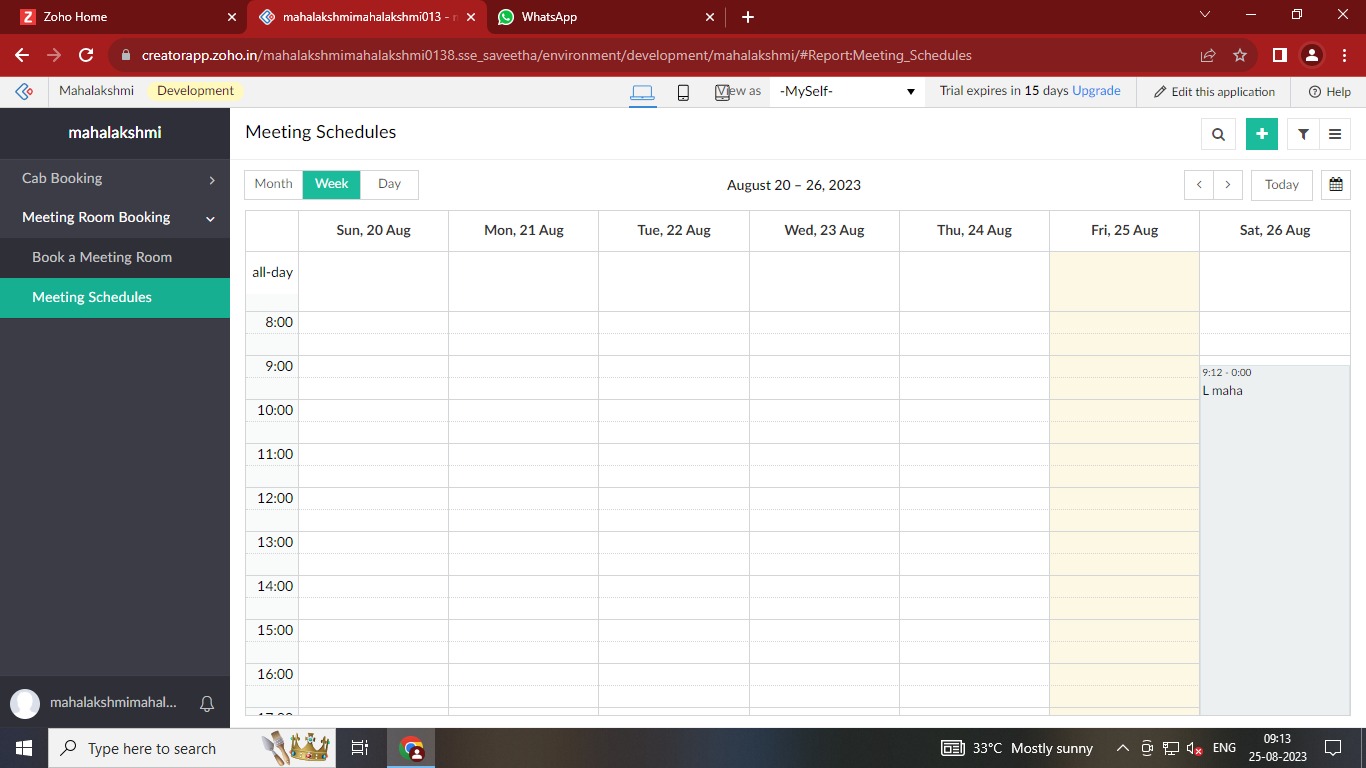 Z Zoho Home
mahalakshmimahalakshmi013 -
WhatsApp
creatorapp.zoho.in/mahalakshmimahalakshmi0138.sse_saveetha/environment/development/mahalakshmi/#Report:Meeting_Schedules
Mahalakshmi Development
View as -MySelf-
Trial expires in 15 days Upgrade
Edit this application
Help
mahalakshmi
Cab Booking
Meeting Room Booking
Book a Meeting Room
Meeting Schedules
mahalakshmimahal...
Meeting Schedules
Month Week Day
August 20 – 26, 2023
Today
Sun, 20 Aug Mon, 21 Aug Tue, 22 Aug Wed, 23 Aug Thu, 24 Aug Fri, 25 Aug Sat, 26 Aug
all-day
8:00
9:00
9:12 - 0:00
L maha
10:00
11:00
12:00
13:00
14:00
15:00
16:00
Type here to search
33°C Mostly sunny
ENG
09:13
25-08-2023